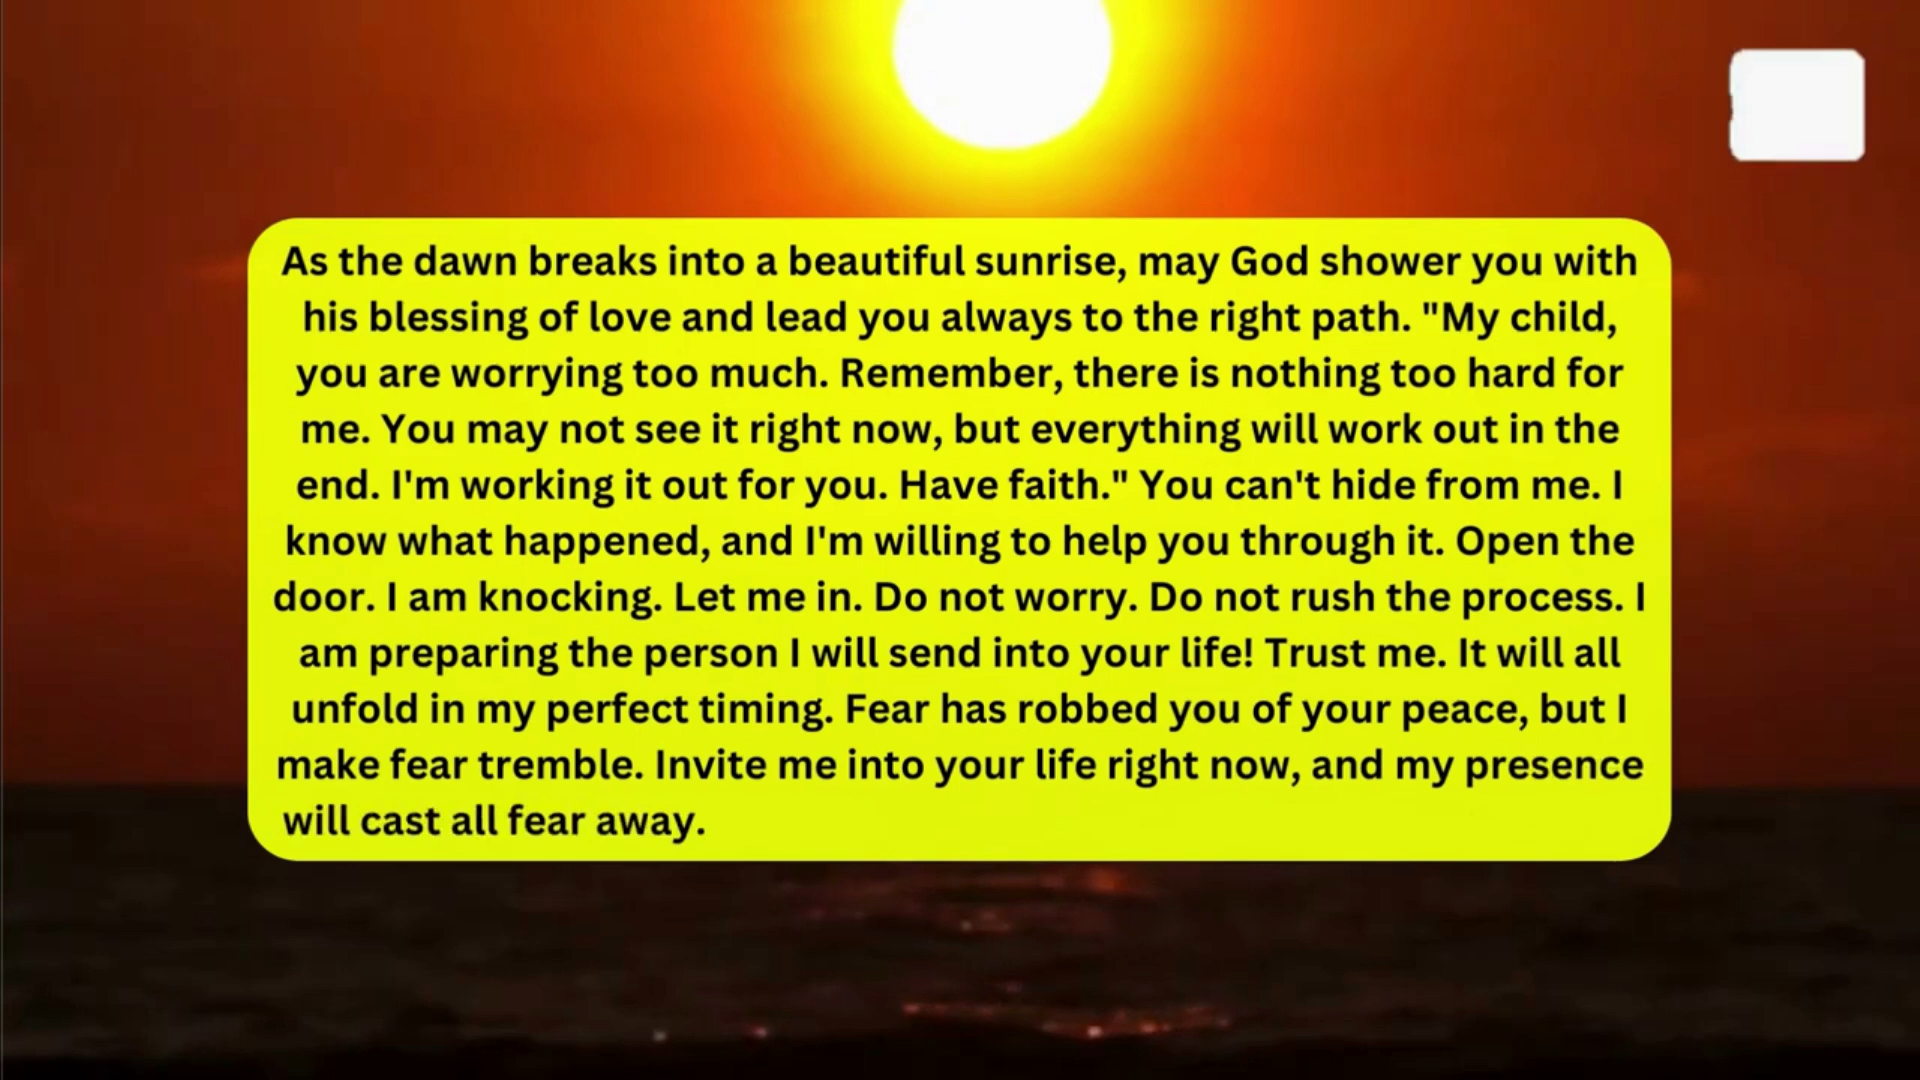 As the dawn breaks into a beautiful sunrise, may God shower you with
his blessing of love and lead you always to the right path. "My child,
you are worrying too much. Remember, there is nothing too hard for
me. You may not see it right now, but everything will work out in the
end. I'm working it out for you. Have faith." You can't hide from me. I
know what happened, and I'm willing to help you through it. Open the
door. I am knocking. Let me in. Do not worry. Do not rush the process. I
am preparing the person I will send into your life! Trust me. It will all
unfold in my perfect timing. Fear has robbed you of your peace, but I
make fear tremble. Invite me into your life right now, and my presence
will cast all fear away.